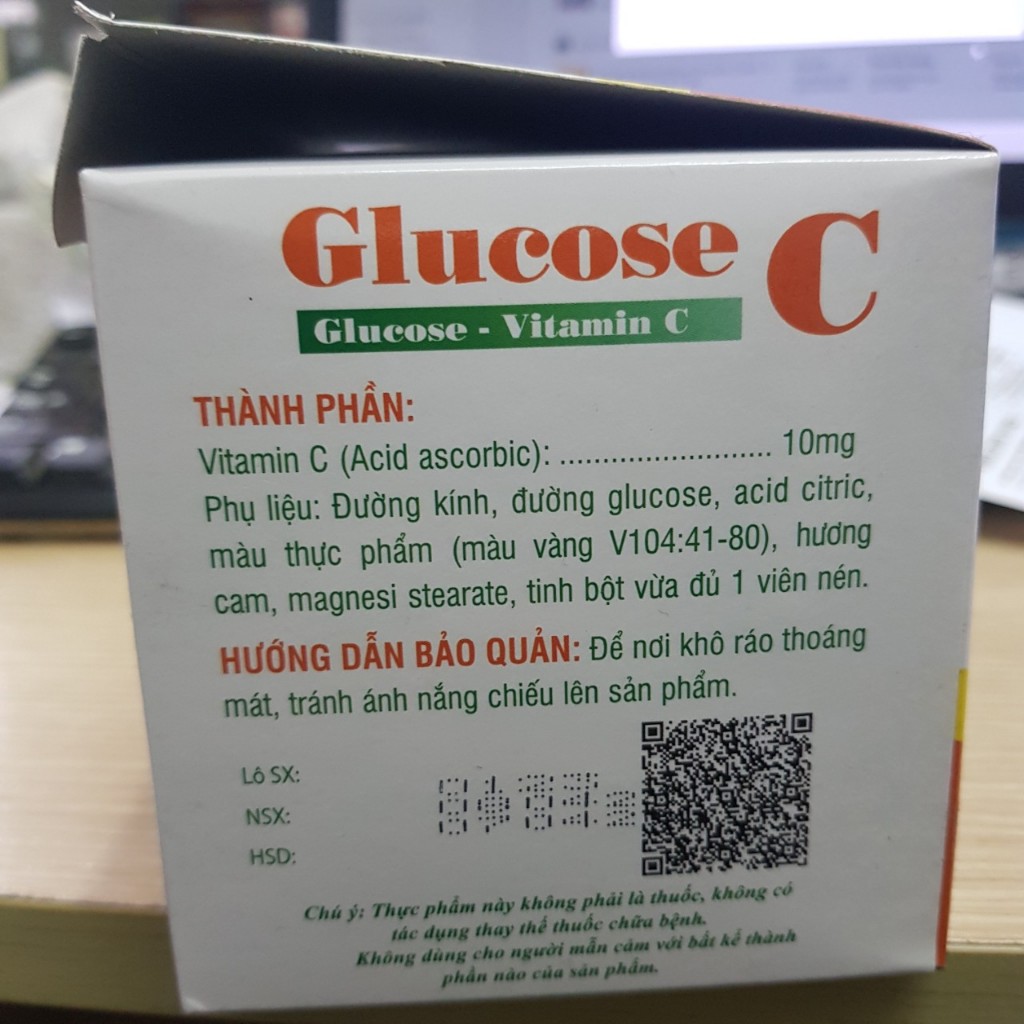 Glucose C
Glucose - Vitamin C
THÀNH PHẦN:
Vitamin C (Acid ascorbic): ......................... 10mg
Phụ liệu: Đường kính, đường glucose, acid citric,
màu thực phẩm (màu vàng V104:41-80), hương
cam, magnesi stearate, tinh bột vừa đủ 1 viên nén.
HƯỚNG DẪN BẢO QUẢN: Để nơi khô ráo thoáng
mát, tránh ánh nắng chiếu lên sản phẩm.
Lô SX:
NSX:
HSD:
Chú ý: Thực phẩm này không phải là thuốc, không có
tác dụng thay thế thuốc chữa bệnh.
Không dùng cho người mẫn cảm với bất kể thành
phần nào của sản phẩm.